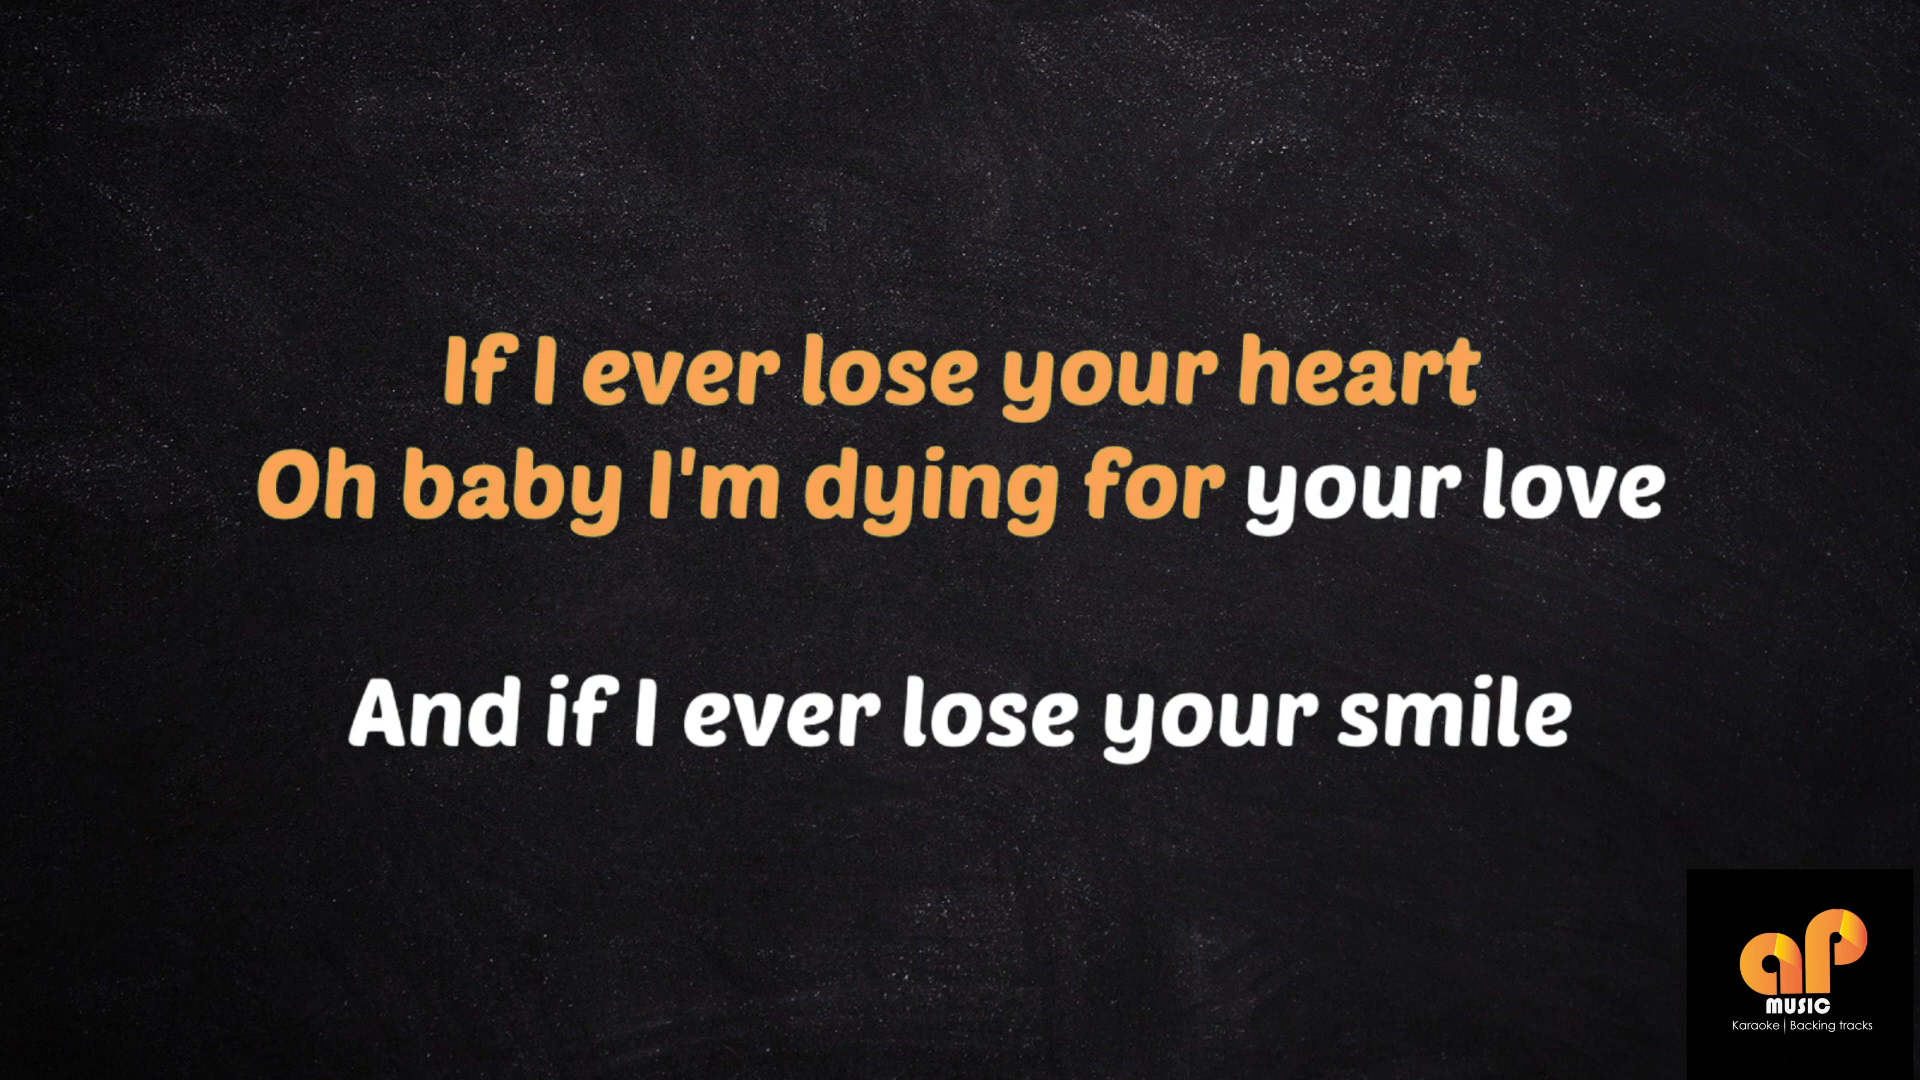 If I ever lose your heart
Oh baby I'm dying for your love
And if I ever lose your smile
aP
MUSIC
Karaoke | Backing tracks